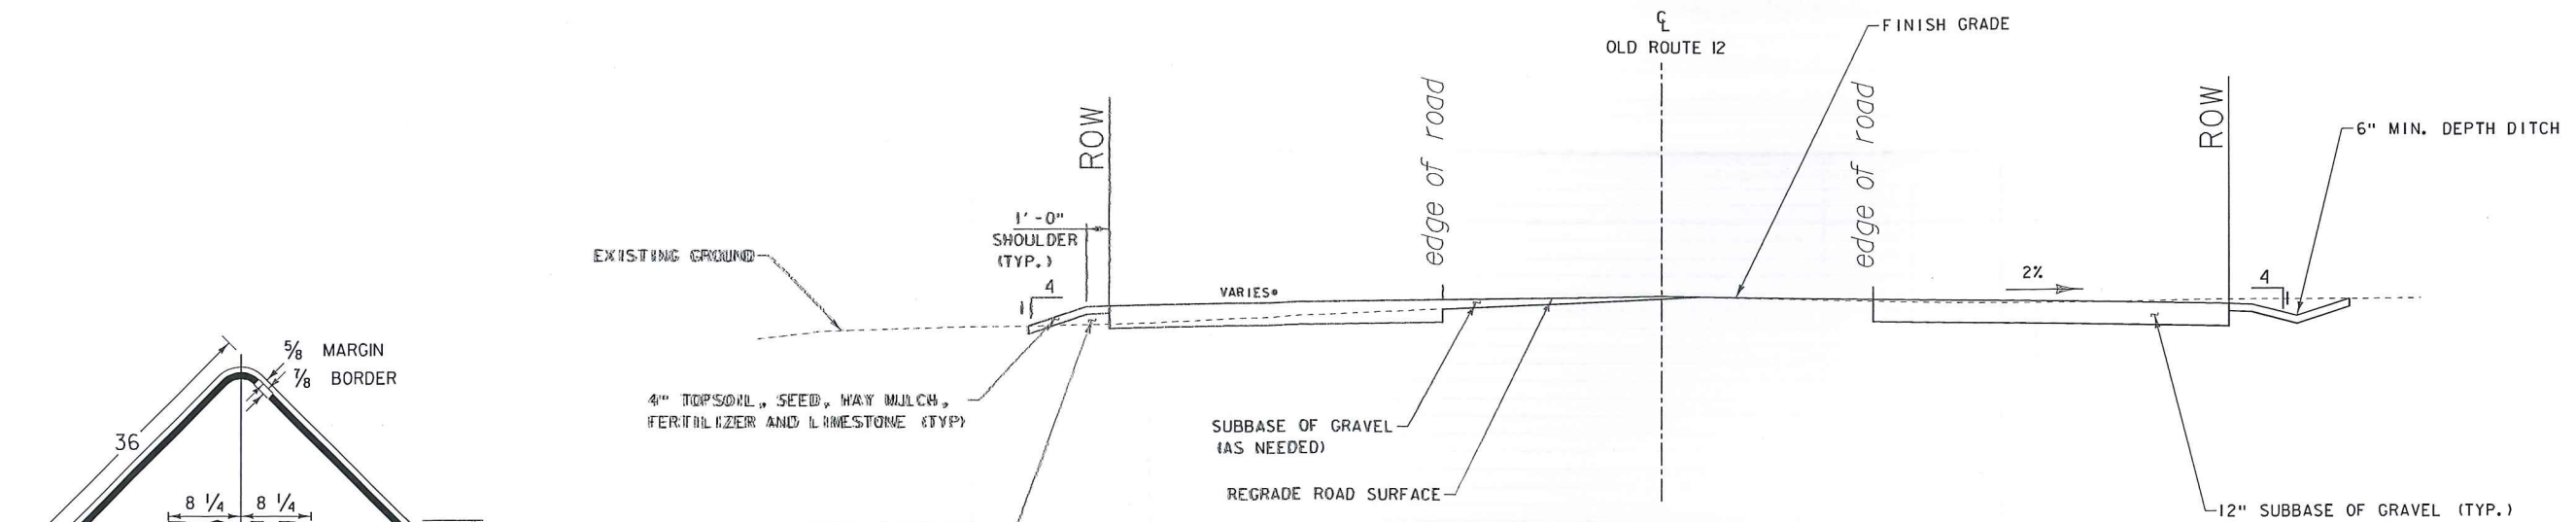 ℄
OLD ROUTE 12
FINISH GRADE
ROW
edge of road
edge of road
ROW
6" MIN. DEPTH DITCH
1'-0"
SHOULDER
(TYP.)
EXISTING GROUND
4
1
VARIES*
2%
4
1
5/8 MARGIN
7/8 BORDER
36
8 1/4
8 1/4
4" TOPSOIL, SEED, HAY MULCH,
FERTILIZER AND LIMESTONE (TYP)
SUBBASE OF GRAVEL
(AS NEEDED)
REGRADE ROAD SURFACE
12" SUBBASE OF GRAVEL (TYP.)